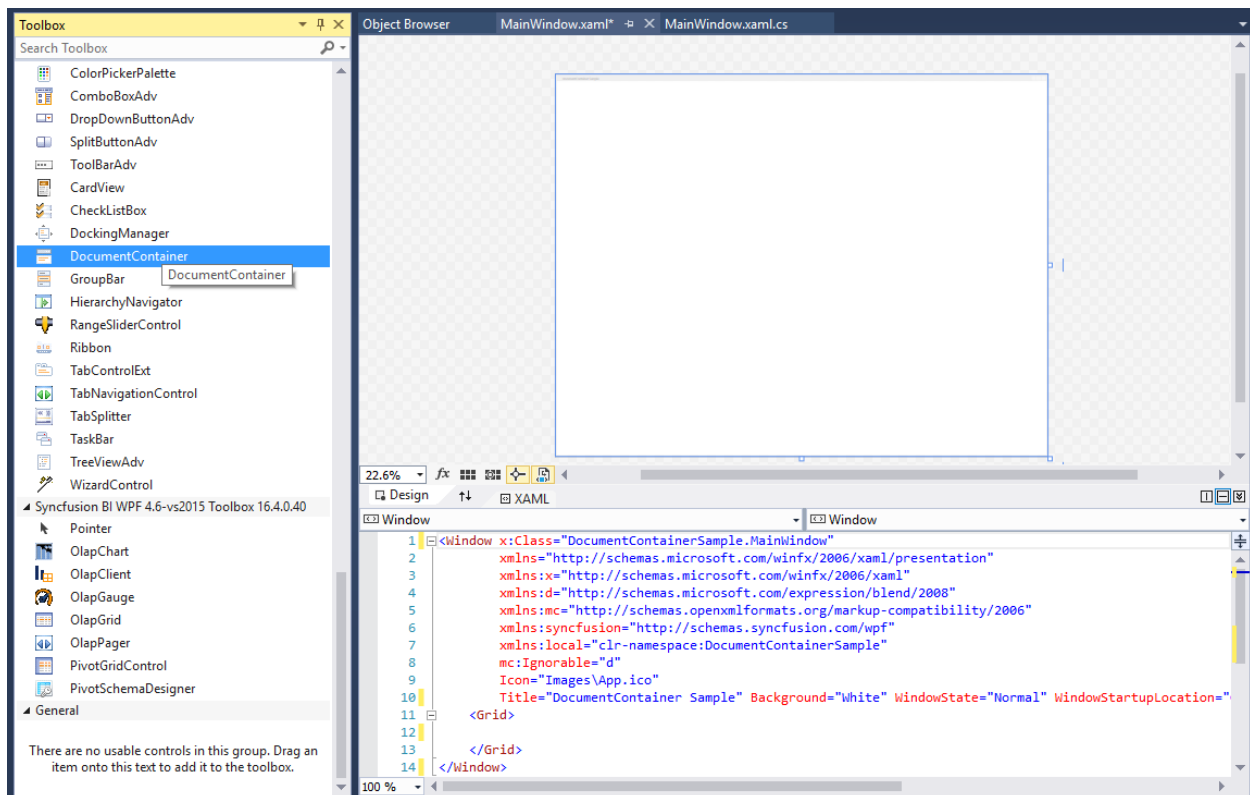 Toolbox
Search Toolbox
ColorPickerPalette
ComboBoxAdv
DropDownButtonAdv
SplitButtonAdv
ToolBarAdv
CardView
CheckListBox
DockingManager
DocumentContainer
DocumentContainer
GroupBar
HierarchyNavigator
RangeSliderControl
Ribbon
TabControlExt
TabNavigationControl
TabSplitter
TaskBar
TreeViewAdv
WizardControl
Syncfusion BI WPF 4.6-vs2015 Toolbox 16.4.0.40
Pointer
OlapChart
OlapClient
OlapGauge
OlapGrid
OlapPager
PivotGridControl
PivotSchemaDesigner
General
There are no usable controls in this group. Drag an
item onto this text to add it to the toolbox.
Object Browser MainWindow.xaml* MainWindow.xaml.cs
22.6% fx
Design XAML
Window Window
1 <Window x:Class="DocumentContainerSample.MainWindow"
2 xmlns="http://schemas.microsoft.com/winfx/2006/xaml/presentation"
3 xmlns:x="http://schemas.microsoft.com/winfx/2006/xaml"
4 xmlns:d="http://schemas.microsoft.com/expression/blend/2008"
5 xmlns:mc="http://schemas.openxmlformats.org/markup-compatibility/2006"
6 xmlns:syncfusion="http://schemas.syncfusion.com/wpf"
7 xmlns:local="clr-namespace:DocumentContainerSample"
8 mc:Ignorable="d"
9 Icon="Images\App.ico"
10 Title="DocumentContainer Sample" Background="White" WindowState="Normal" WindowStartupLocation="
11 <Grid>
12
13 </Grid>
14 </Window>
100 %